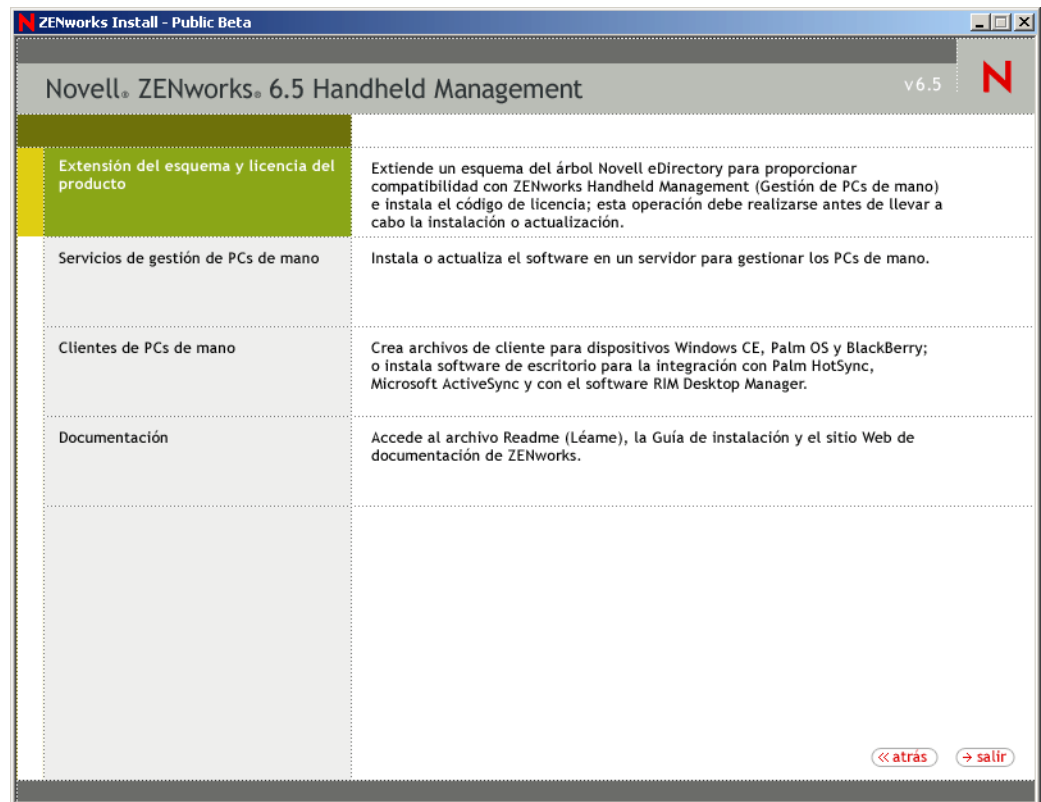 ZENworks Install - Public Beta
Novell® ZENworks® 6.5 Handheld Management
v6.5
N
Extensión del esquema y licencia del
producto
Extiende un esquema del árbol Novell eDirectory para proporcionar
compatibilidad con ZENworks Handheld Management (Gestión de PCs de mano)
e instala el código de licencia; esta operación debe realizarse antes de llevar a
cabo la instalación o actualización.
Servicios de gestión de PCs de mano
Instala o actualiza el software en un servidor para gestionar los PCs de mano.
Clientes de PCs de mano
Crea archivos de cliente para dispositivos Windows CE, Palm OS y BlackBerry;
o instala software de escritorio para la integración con Palm HotSync,
Microsoft ActiveSync y con el software RIM Desktop Manager.
Documentación
Accede al archivo Readme (Léame), la Guía de instalación y el sitio Web de
documentación de ZENworks.
« atrás
→ salir